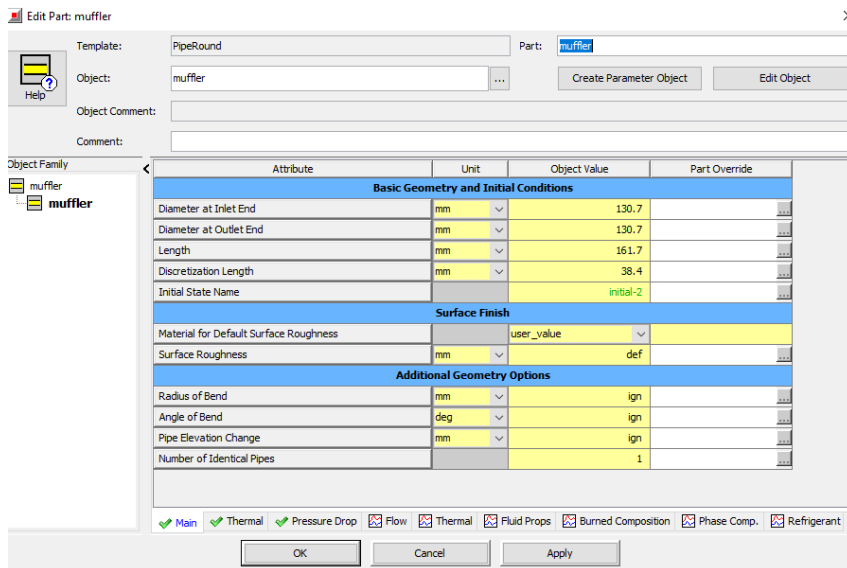 Edit Part: muffler
Template: PipeRound Part: muffler
Help
Object: muffler ... Create Parameter Object Edit Object
Object Comment:
Comment:
Object Family
muffler
muffler
Attribute Unit Object Value Part Override
Basic Geometry and Initial Conditions
Diameter at Inlet End mm 130.7 ...
Diameter at Outlet End mm 130.7 ...
Length mm 161.7 ...
Discretization Length mm 38.4 ...
Initial State Name initial-2 ...
Surface Finish
Material for Default Surface Roughness user_value
Surface Roughness mm def ...
Additional Geometry Options
Radius of Bend mm ign ...
Angle of Bend deg ign ...
Pipe Elevation Change mm ign ...
Number of Identical Pipes 1 ...
Main Thermal Pressure Drop Flow Thermal Fluid Props Burned Composition Phase Comp. Refrigerant
OK Cancel Apply